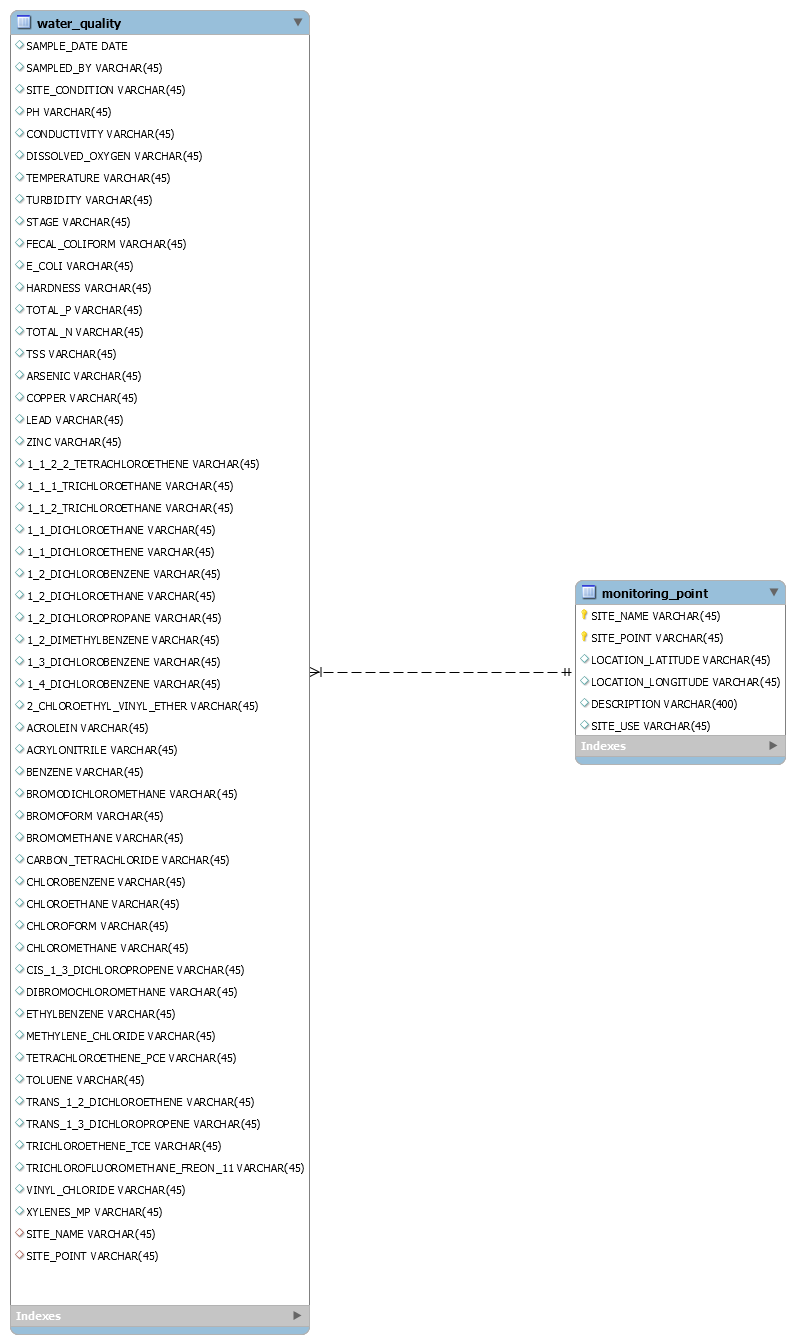 water_quality
SAMPLE_DATE DATE
SAMPLED_BY VARCHAR(45)
SITE_CONDITION VARCHAR(45)
PH VARCHAR(45)
CONDUCTIVITY VARCHAR(45)
DISSOLVED_OXYGEN VARCHAR(45)
TEMPERATURE VARCHAR(45)
TURBIDITY VARCHAR(45)
STAGE VARCHAR(45)
FECAL_COLIFORM VARCHAR(45)
E_COLI VARCHAR(45)
HARDNESS VARCHAR(45)
TOTAL_P VARCHAR(45)
TOTAL_N VARCHAR(45)
TSS VARCHAR(45)
ARSENIC VARCHAR(45)
COPPER VARCHAR(45)
LEAD VARCHAR(45)
ZINC VARCHAR(45)
1_1_2_2_TETRACHLOROETHENE VARCHAR(45)
1_1_1_TRICHLOROETHANE VARCHAR(45)
1_1_2_TRICHLOROETHANE VARCHAR(45)
1_1_DICHLOROETHANE VARCHAR(45)
1_1_DICHLOROETHENE VARCHAR(45)
1_2_DICHLOROBENZENE VARCHAR(45)
1_2_DICHLOROETHANE VARCHAR(45)
1_2_DICHLOROPROPANE VARCHAR(45)
1_2_DIMETHYLBENZENE VARCHAR(45)
1_3_DICHLOROBENZENE VARCHAR(45)
1_4_DICHLOROBENZENE VARCHAR(45)
2_CHLOROETHYL_VINYL_ETHER VARCHAR(45)
ACROLEIN VARCHAR(45)
ACRYLONITRILE VARCHAR(45)
BENZENE VARCHAR(45)
BROMODICHLOROMETHANE VARCHAR(45)
BROMOFORM VARCHAR(45)
BROMOMETHANE VARCHAR(45)
CARBON_TETRACHLORIDE VARCHAR(45)
CHLOROBENZENE VARCHAR(45)
CHLOROETHANE VARCHAR(45)
CHLOROFORM VARCHAR(45)
CHLOROMETHANE VARCHAR(45)
CIS_1_3_DICHLOROPROPENE VARCHAR(45)
DIBROMOCHLOROMETHANE VARCHAR(45)
ETHYLBENZENE VARCHAR(45)
METHYLENE_CHLORIDE VARCHAR(45)
TETRACHLOROETHENE_PCE VARCHAR(45)
TOLUENE VARCHAR(45)
TRANS_1_2_DICHLOROETHENE VARCHAR(45)
TRANS_1_3_DICHLOROPROPENE VARCHAR(45)
TRICHLOROETHENE_TCE VARCHAR(45)
TRICHLOROFLUOROMETHANE_FREON_11 VARCHAR(45)
VINYL_CHLORIDE VARCHAR(45)
XYLENES_MP VARCHAR(45)
SITE_NAME VARCHAR(45)
SITE_POINT VARCHAR(45)
Indexes
monitoring_point
SITE_NAME VARCHAR(45)
SITE_POINT VARCHAR(45)
LOCATION_LATITUDE VARCHAR(45)
LOCATION_LONGITUDE VARCHAR(45)
DESCRIPTION VARCHAR(400)
SITE_USE VARCHAR(45)
Indexes